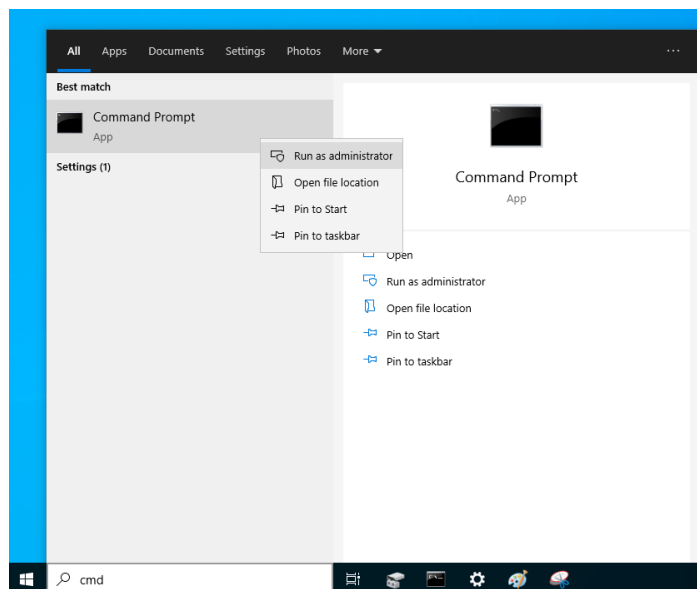 All Apps Documents Settings Photos More
Best match
Command Prompt
App
Settings (1)
Run as administrator
Open file location
Pin to Start
Pin to taskbar
Command Prompt
App
Open
Run as administrator
Open file location
Pin to Start
Pin to taskbar
cmd